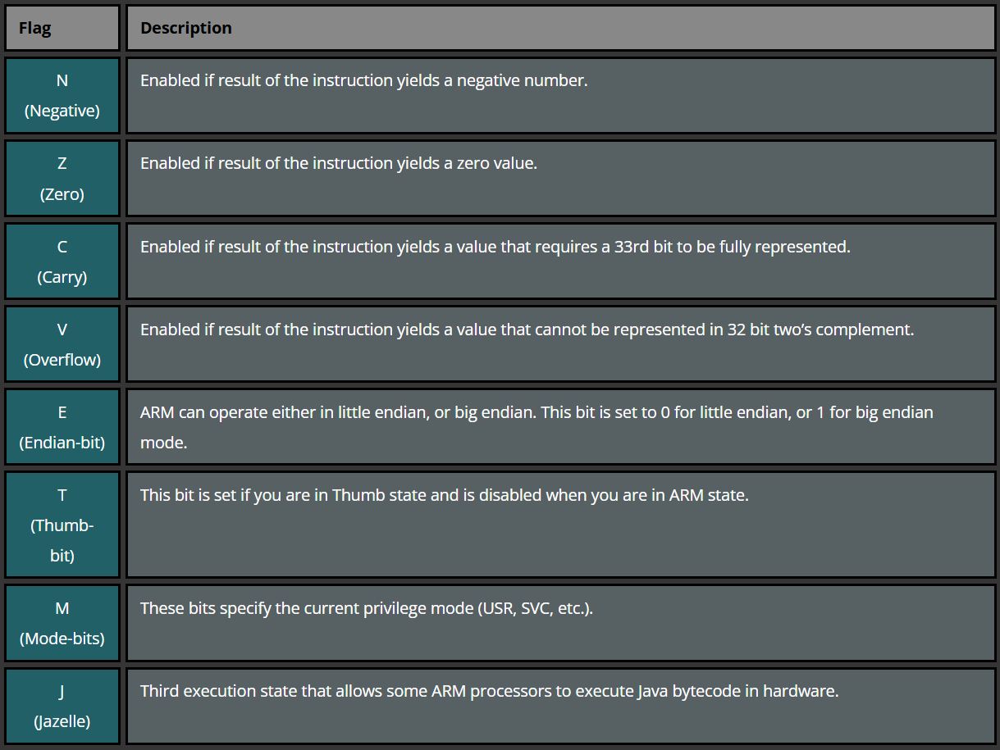 Flag Description
N
(Negative)
Enabled if result of the instruction yields a negative number.
Z
(Zero)
Enabled if result of the instruction yields a zero value.
C
(Carry)
Enabled if result of the instruction yields a value that requires a 33rd bit to be fully represented.
V
(Overflow)
Enabled if result of the instruction yields a value that cannot be represented in 32 bit two’s complement.
E
(Endian-bit)
ARM can operate either in little endian, or big endian. This bit is set to 0 for little endian, or 1 for big endian
mode.
T
(Thumb-
bit)
This bit is set if you are in Thumb state and is disabled when you are in ARM state.
M
(Mode-bits)
These bits specify the current privilege mode (USR, SVC, etc.).
J
(Jazelle)
Third execution state that allows some ARM processors to execute Java bytecode in hardware.